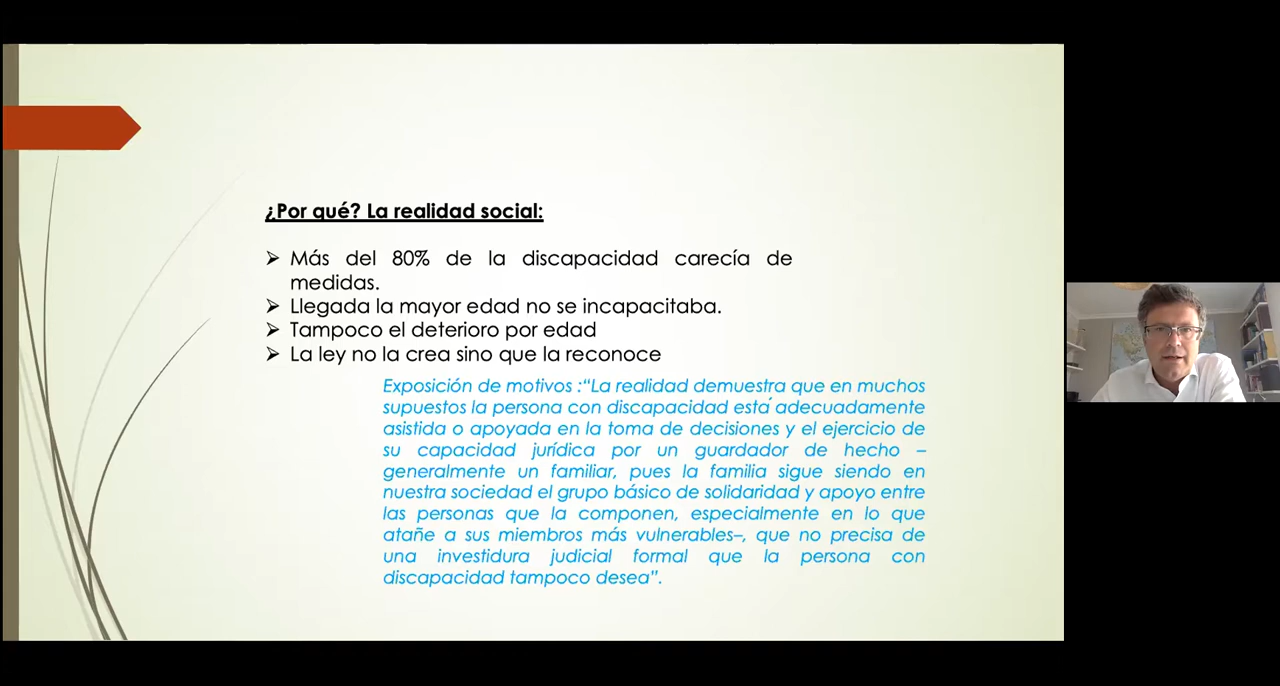 ¿Por qué? La realidad social:
➢ Más del 80% de la discapacidad carecía de
medidas.
➢ Llegada la mayor edad no se incapacitaba.
➢ Tampoco el deterioro por edad
➢ La ley no la crea sino que la reconoce
Exposición de motivos :“La realidad demuestra que en muchos
supuestos la persona con discapacidad está adecuadamente
asistida o apoyada en la toma de decisiones y el ejercicio de
su capacidad jurídica por un guardador de hecho –
generalmente un familiar, pues la familia sigue siendo en
nuestra sociedad el grupo básico de solidaridad y apoyo entre
las personas que la componen, especialmente en lo que
atañe a sus miembros más vulnerables–, que no precisa de
una investidura judicial formal que la persona con
discapacidad tampoco desea”.